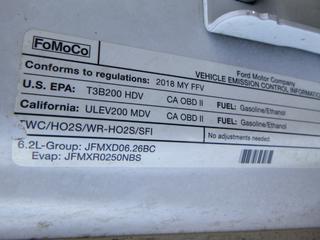 FoMoCo
Ford Motor Company
VEHICLE EMISSION CONTROL INFORMATION
Conforms to regulations: 2018 MY FFV
U.S. EPA: T3B200 HDV CA OBD II FUEL: Gasoline/Ethanol
California: ULEV200 MDV CA OBD II FUEL: Gasoline/Ethanol
TWC/HO2S/WR-HO2S/SFI No adjustments needed.
6.2L-Group: JFMXD06.26BC
Evap: JFMXR0250NBS